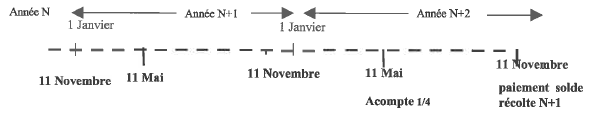 Année N Année N+1 Année N+2
1 Janvier 1 Janvier
11 Novembre 11 Mai 11 Novembre 11 Mai 11 Novembre
Acompte 1/4 paiement solde
récolte N+1